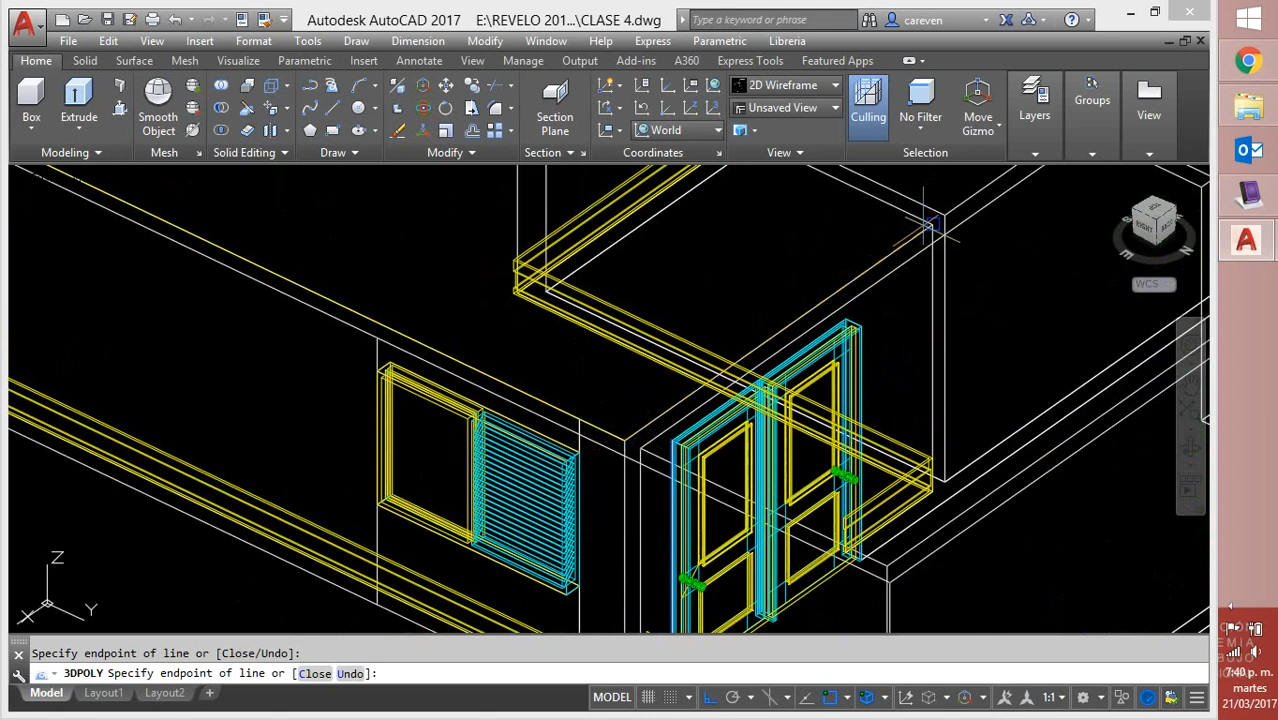 Autodesk AutoCAD 2017 E:\REVELO 201...\CLASE 4.dwg
Type a keyword or phrase
careven
File Edit View Insert Format Tools Draw Dimension Modify Window Help Express Parametric Libreria
Home Solid Surface Mesh Visualize Parametric Insert Annotate View Manage Output Add-ins A360 Express Tools Featured Apps
2D Wireframe
Unsaved View
World
Box Extrude Smooth Object Section Plane Culling No Filter Move Gizmo Layers Groups View
Modeling Mesh Solid Editing Draw Modify Section Coordinates View Selection
RIGHT
WCS
Z
X Y
Specify endpoint of line or [Close/Undo]:
3DPOLY Specify endpoint of line or [Close Undo]:
Model Layout1 Layout2 +
MODEL 1:1
7:40 p. m.
martes
21/03/2017